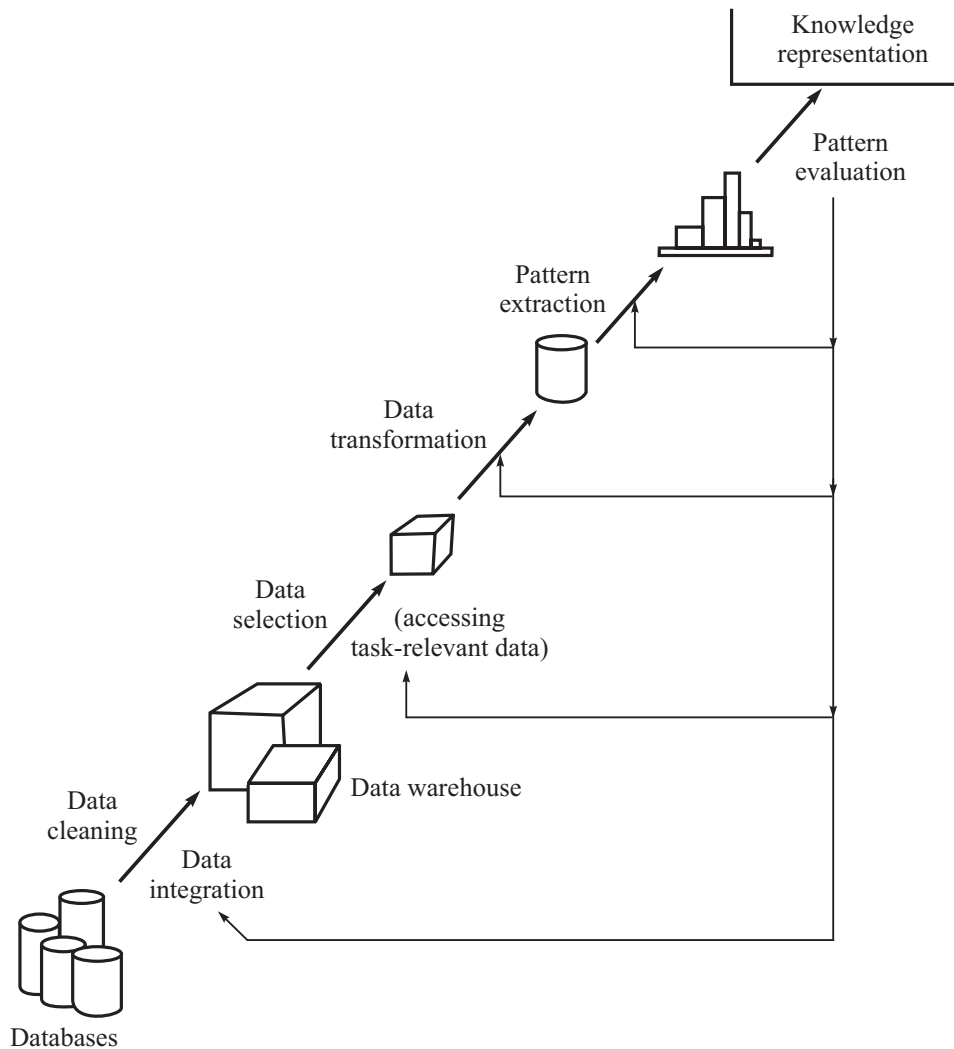 Knowledge
representation
Pattern
evaluation
Pattern
extraction
Data
transformation
Data
selection
(accessing
task-relevant data)
Data warehouse
Data
cleaning
Data
integration
Databases